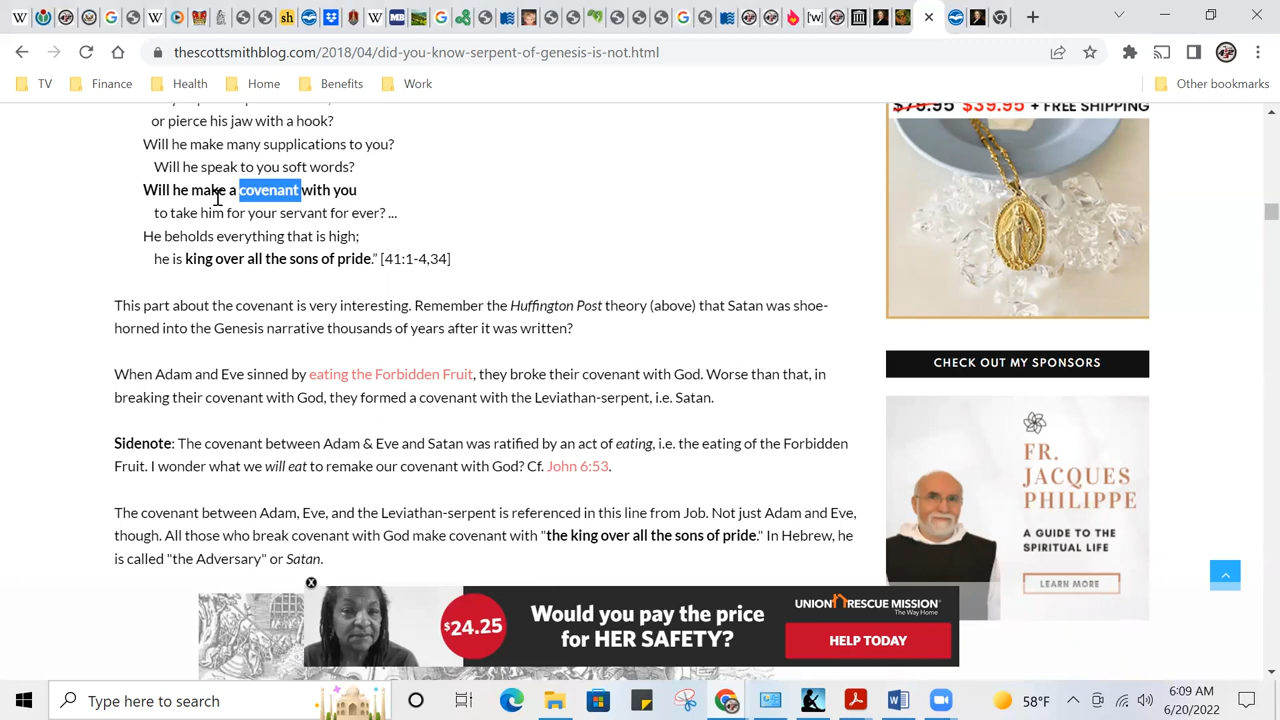 thescottsmithblog.com/2018/04/did-you-know-serpent-of-genesis-is-not.html
TV
Finance
Health
Home
Benefits
Work
Other bookmarks
or pierce his jaw with a hook?
Will he make many supplications to you?
Will he speak to you soft words?
Will he make a covenant with you
to take him for your servant for ever? ...
He beholds everything that is high;
he is king over all the sons of pride." [41:1-4,34]
This part about the covenant is very interesting. Remember the Huffington Post theory (above) that Satan was shoe-
horned into the Genesis narrative thousands of years after it was written?
When Adam and Eve sinned by eating the Forbidden Fruit, they broke their covenant with God. Worse than that, in
breaking their covenant with God, they formed a covenant with the Leviathan-serpent, i.e. Satan.
Sidenote: The covenant between Adam & Eve and Satan was ratified by an act of eating, i.e. the eating of the Forbidden
Fruit. I wonder what we will eat to remake our covenant with God? Cf. John 6:53.
The covenant between Adam, Eve, and the Leviathan-serpent is referenced in this line from Job. Not just Adam and Eve,
though. All those who break covenant with God make covenant with "the king over all the sons of pride." In Hebrew, he
is called "the Adversary" or Satan.
$79.95 $39.95 + FREE SHIPPING
CHECK OUT MY SPONSORS
FR.
JACQUES
PHILIPPE
A GUIDE TO THE
SPIRITUAL LIFE
LEARN MORE
$24.25
Would you pay the price
for HER SAFETY?
UNION RESCUE MISSION
The Way Home
HELP TODAY
Type here to search
58°F
6:09 AM
6/20/2022